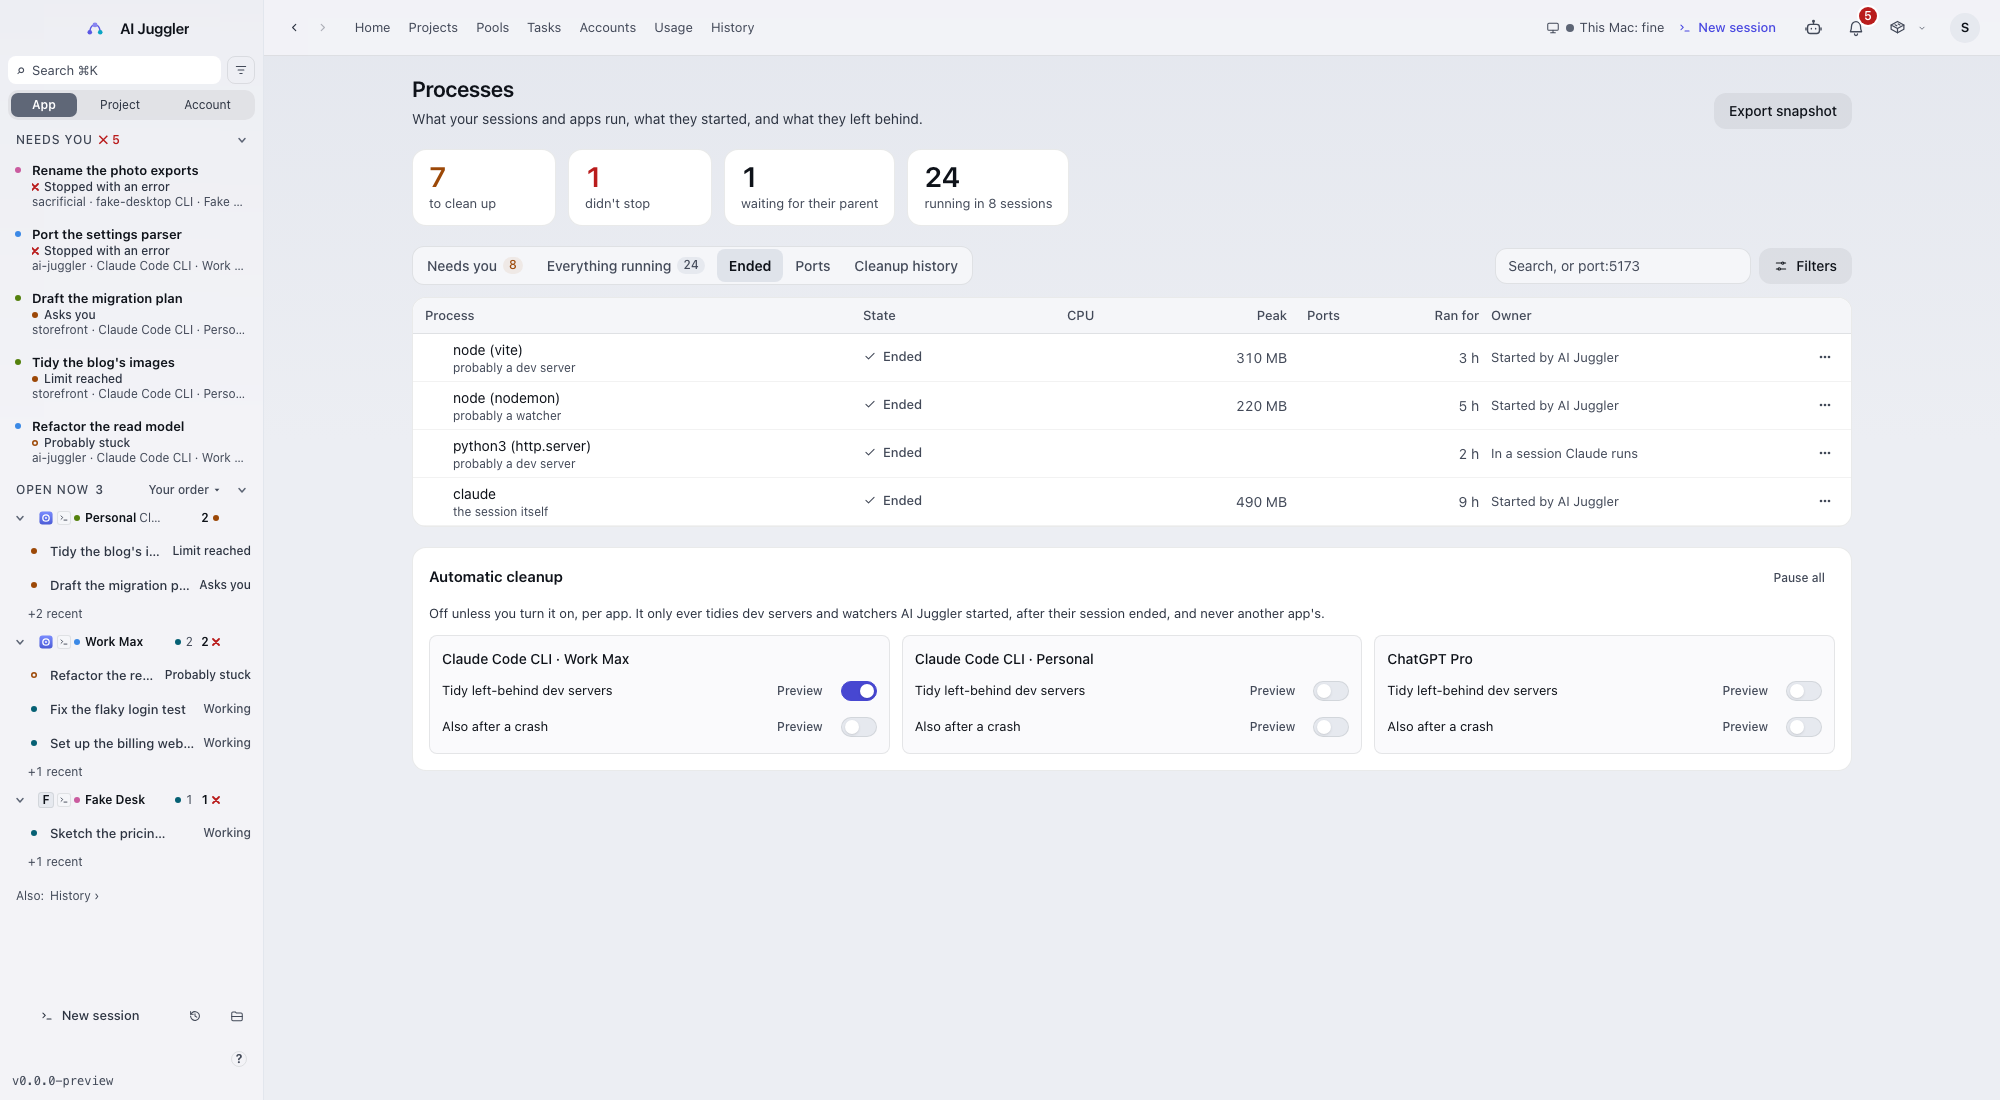 AI Juggler
Search ⌘K
App Project Account
NEEDS YOU 5
Rename the photo exports
Stopped with an error
sacrificial · fake-desktop CLI · Fake ...
Port the settings parser
Stopped with an error
ai-juggler · Claude Code CLI · Work ...
Draft the migration plan
Asks you
storefront · Claude Code CLI · Perso...
Tidy the blog's images
Limit reached
storefront · Claude Code CLI · Perso...
Refactor the read model
Probably stuck
ai-juggler · Claude Code CLI · Work ...
OPEN NOW 3 Your order
Personal Cl... 2
Tidy the blog's i... Limit reached
Draft the migration p... Asks you
+2 recent
Work Max 2 2
Refactor the re... Probably stuck
Fix the flaky login test Working
Set up the billing web... Working
+1 recent
F Fake Desk 1 1
Sketch the pricin... Working
+1 recent
Also: History ›
New session
?
v0.0.0-preview
Home Projects Pools Tasks Accounts Usage History
This Mac: fine New session 5 S
Processes
What your sessions and apps run, what they started, and what they left behind.
Export snapshot
7 to clean up
1 didn't stop
1 waiting for their parent
24 running in 8 sessions
Needs you 8 Everything running 24 Ended Ports Cleanup history
Search, or port:5173 Filters
Process State CPU Peak Ports Ran for Owner
node (vite) Ended 310 MB 3 h Started by AI Juggler
probably a dev server
node (nodemon) Ended 220 MB 5 h Started by AI Juggler
probably a watcher
python3 (http.server) Ended 2 h In a session Claude runs
probably a dev server
claude Ended 490 MB 9 h Started by AI Juggler
the session itself
Automatic cleanup Pause all
Off unless you turn it on, per app. It only ever tidies dev servers and watchers AI Juggler started, after their session ended, and never another app's.
Claude Code CLI · Work Max
Tidy left-behind dev servers Preview
Also after a crash Preview
Claude Code CLI · Personal
Tidy left-behind dev servers Preview
Also after a crash Preview
ChatGPT Pro
Tidy left-behind dev servers Preview
Also after a crash Preview